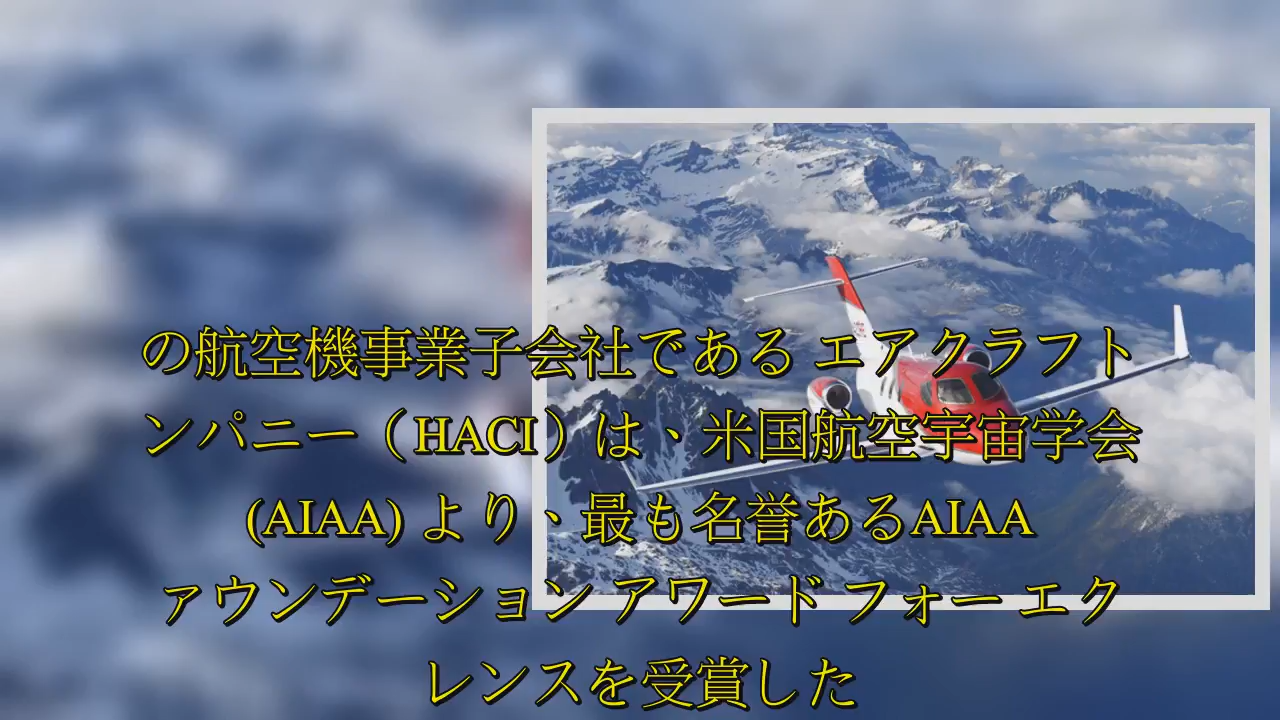 の航空機事業子会社である エアクラフト
ンパニー（HACI）は、米国航空宇宙学会
(AIAA) より、最も名誉あるAIAA
ァウンデーション アワード フォー エク
レンスを受賞した